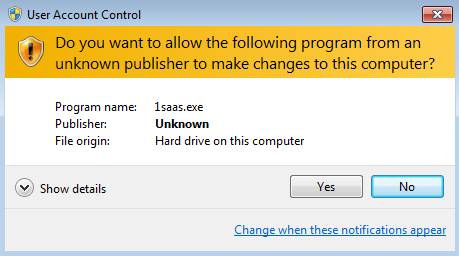 User Account Control
Do you want to allow the following program from an
unknown publisher to make changes to this computer?
Program name: 1saas.exe
Publisher: Unknown
File origin: Hard drive on this computer
Show details
Yes
No
Change when these notifications appear